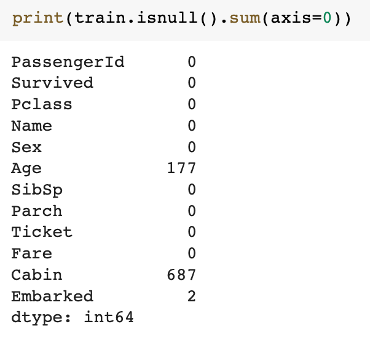 print(train.isnull().sum(axis=0))
PassengerId      0
Survived         0
Pclass           0
Name             0
Sex              0
Age            177
SibSp            0
Parch            0
Ticket           0
Fare             0
Cabin          687
Embarked         2
dtype: int64